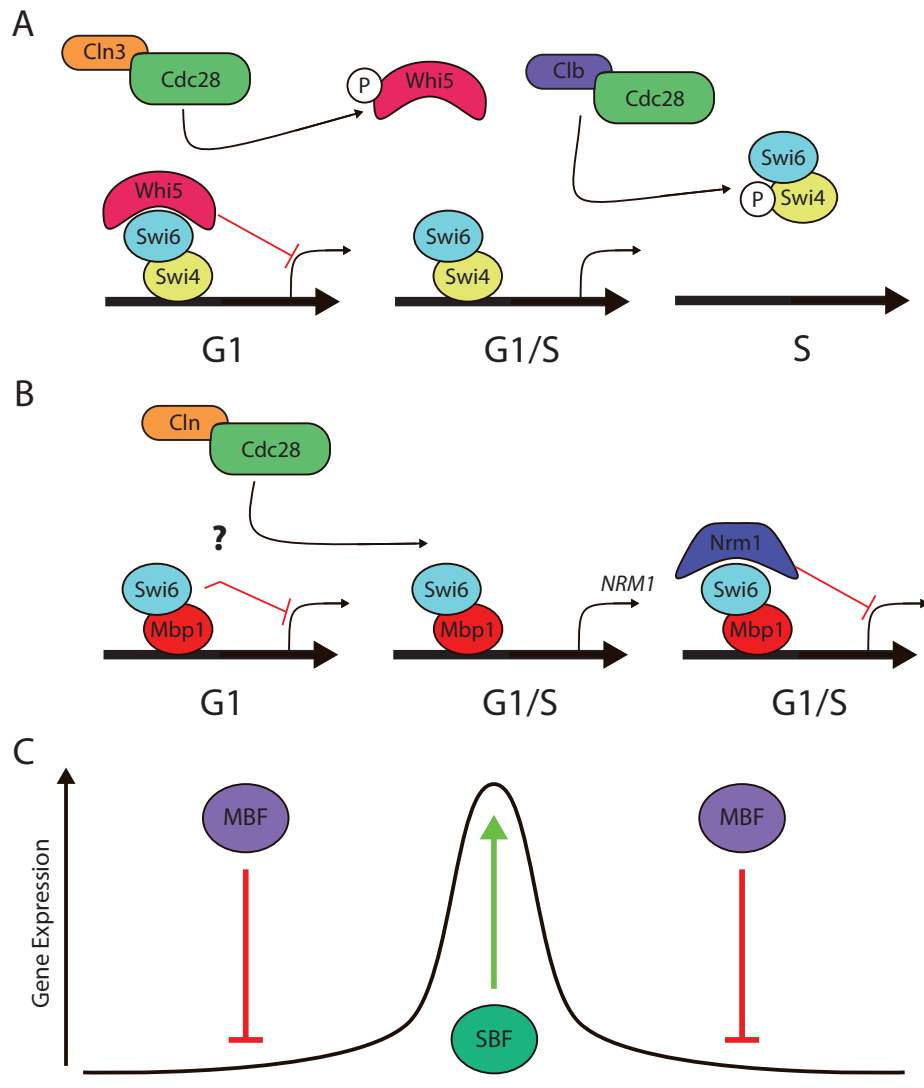 A
Cln3
Cdc28
P
Whi5
Clb
Cdc28
Swi6
P
Swi4
Whi5
Swi6
Swi4
Swi6
Swi4
G1
G1/S
S
B
Cln
Cdc28
?
Swi6
Mbp1
Swi6
Mbp1
NRM1
Nrm1
Swi6
Mbp1
G1
G1/S
G1/S
C
Gene Expression
MBF
MBF
SBF